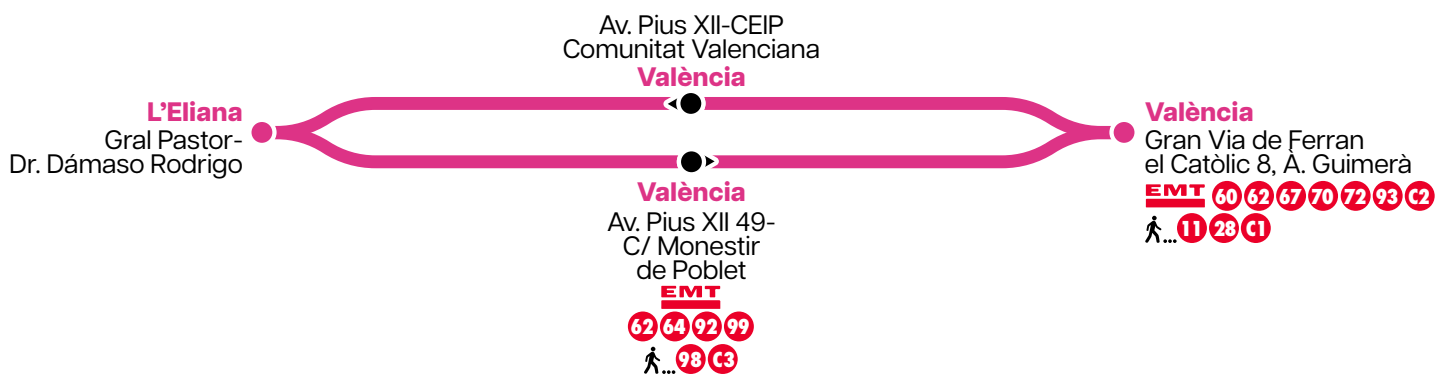 Av. Pius XII-CEIP
Comunitat Valenciana
València
L'Eliana
Gral Pastor-
Dr. Dámaso Rodrigo
València
Gran Via de Ferran
el Catòlic 8, À. Guimerà
EMT 60 62 67 70 72 93 C2
... 11 28 C1
València
Av. Pius XII 49-
C/ Monestir
de Poblet
EMT
62 64 92 99
... 98 C3